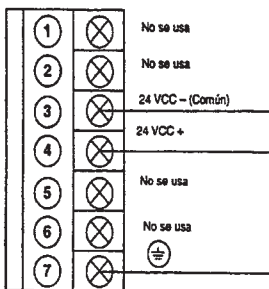 1 No se usa
2 No se usa
24 VCC – (Común)
3
24 VCC +
4
5 No se usa
6 No se usa
7